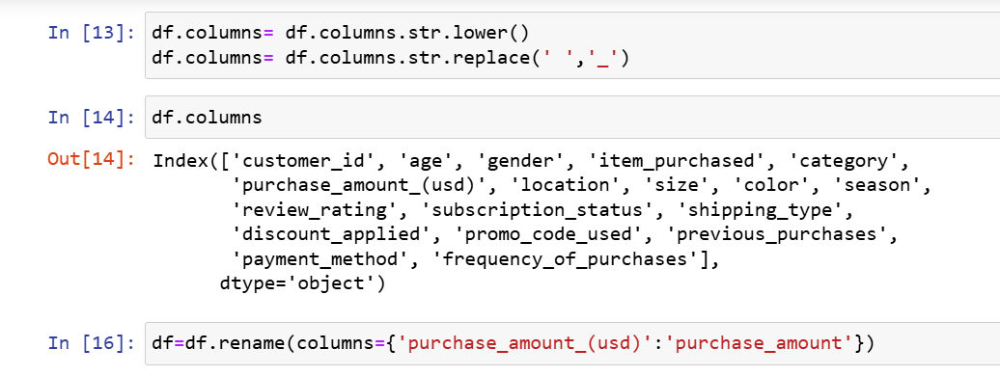 In [13]: df.columns= df.columns.str.lower()
df.columns= df.columns.str.replace(' ','_')
In [14]: df.columns
Out[14]: Index(['customer_id', 'age', 'gender', 'item_purchased', 'category',
'purchase_amount_(usd)', 'location', 'size', 'color', 'season',
'review_rating', 'subscription_status', 'shipping_type',
'discount_applied', 'promo_code_used', 'previous_purchases',
'payment_method', 'frequency_of_purchases'],
dtype='object')
In [16]: df=df.rename(columns={'purchase_amount_(usd)':'purchase_amount'})